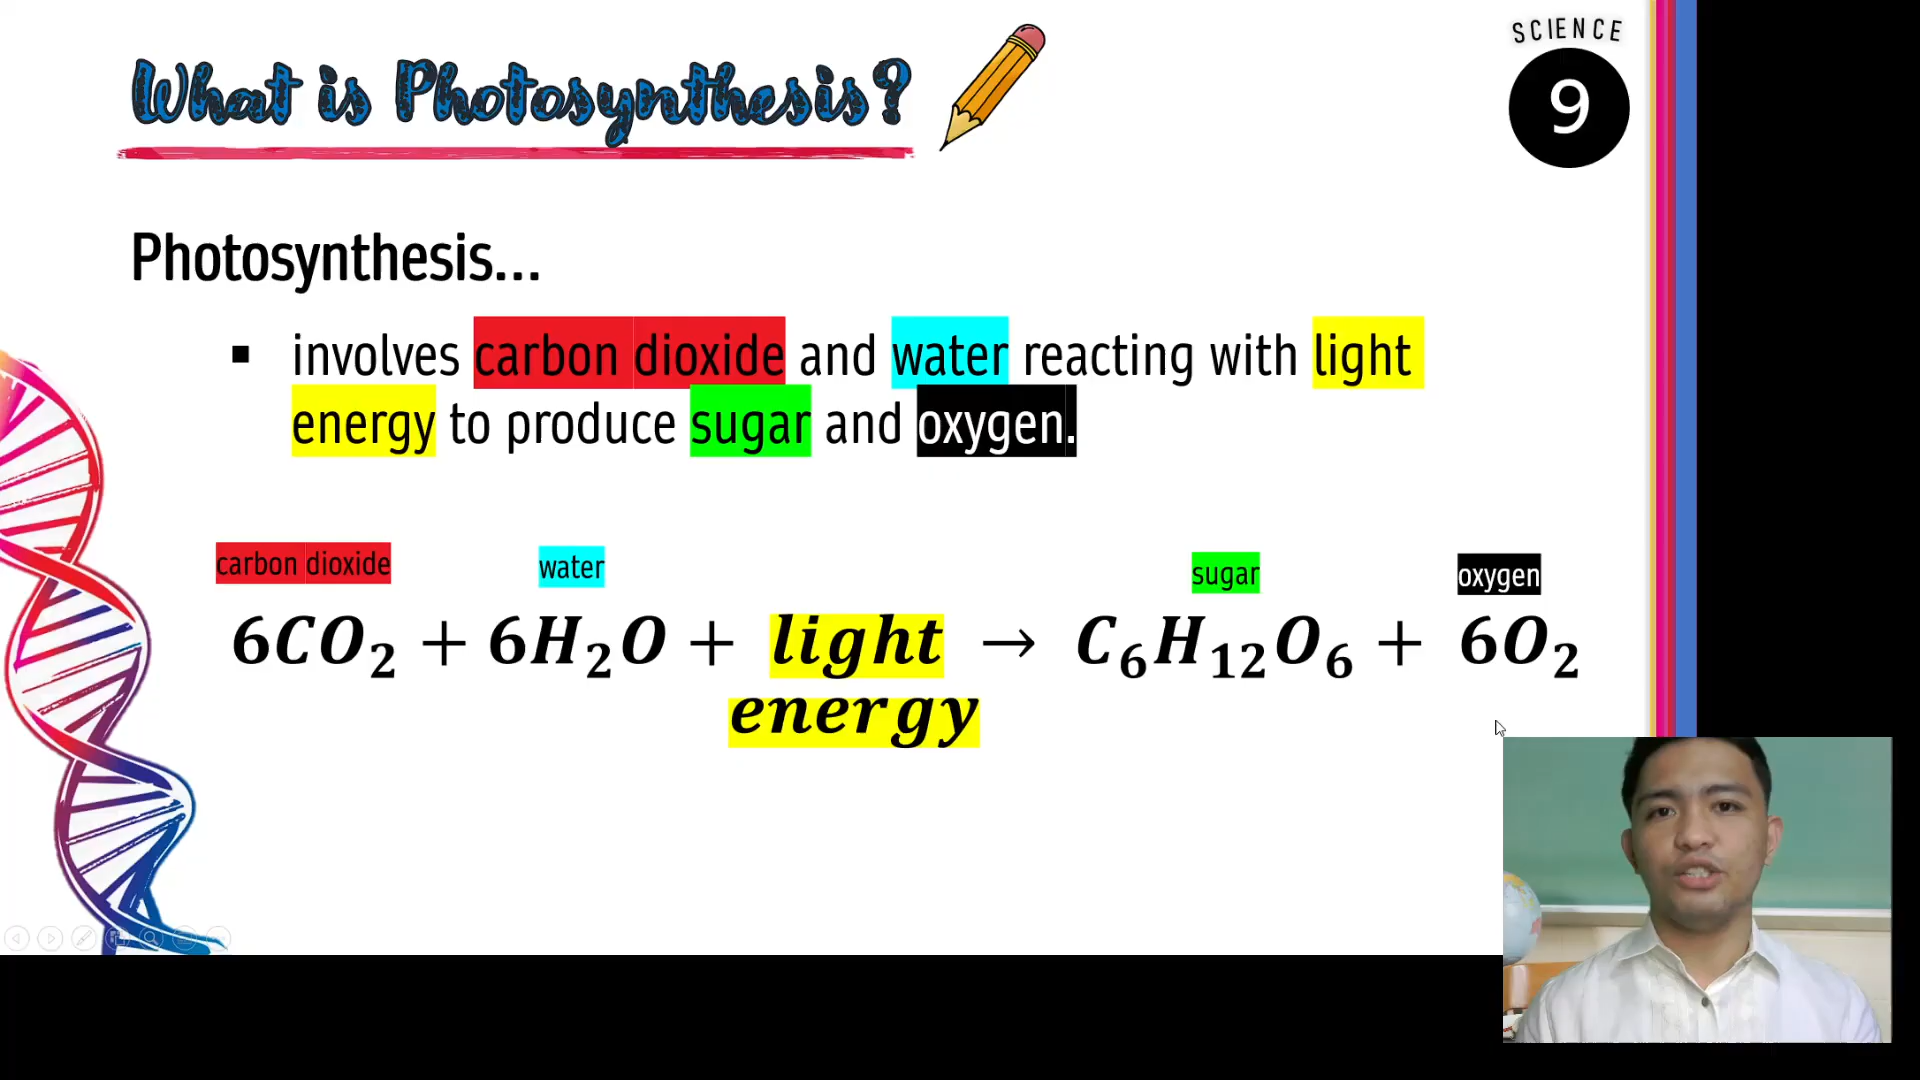 What is Photosynthesis?
SCIENCE
9
Photosynthesis...
▪ involves carbon dioxide and water reacting with light
energy to produce sugar and oxygen.
carbon dioxide water sugar oxygen
6CO₂ + 6H₂O + light → C₆H₁₂O₆ + 6O₂
energy